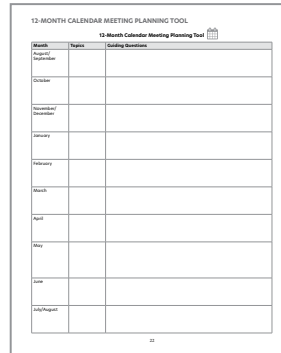 12-MONTH CALENDAR MEETING PLANNING TOOL
12-Month Calendar Meeting Planning Tool
Month Topics Guiding Questions
August/
September
October
November/
December
January
February
March
April
May
June
July/August